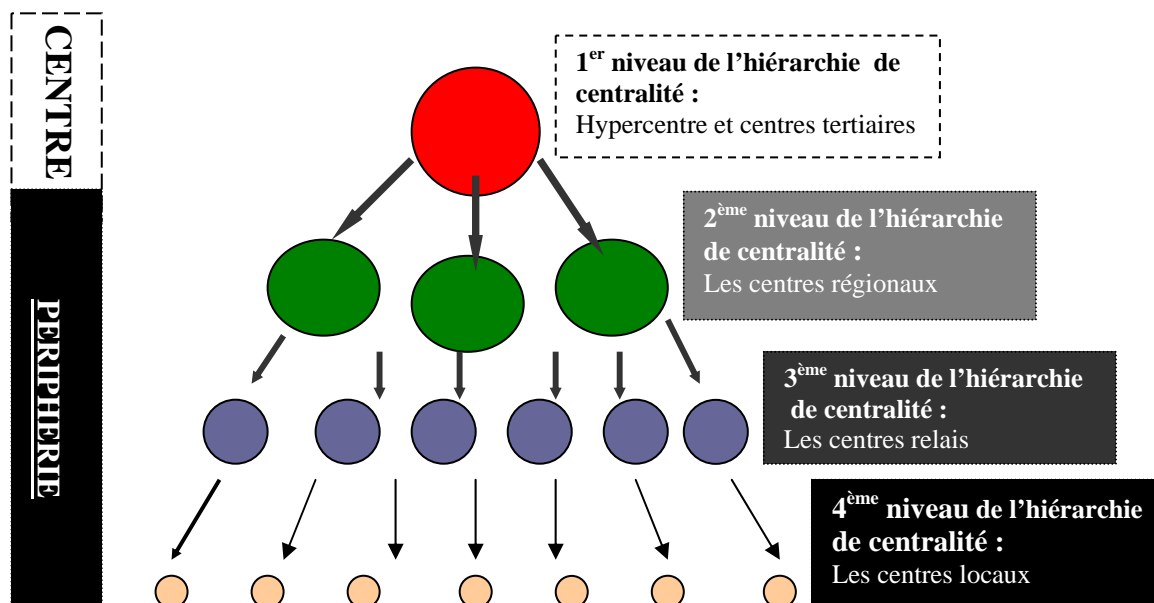 CENTRE
1er niveau de l’hiérarchie de
centralité :
Hypercentre et centres tertiaires
2ème niveau de l’hiérarchie
de centralité :
Les centres régionaux
PERIPHERIE
3ème niveau de l’hiérarchie
de centralité :
Les centres relais
4ème niveau de l’hiérarchie
de centralité :
Les centres locaux